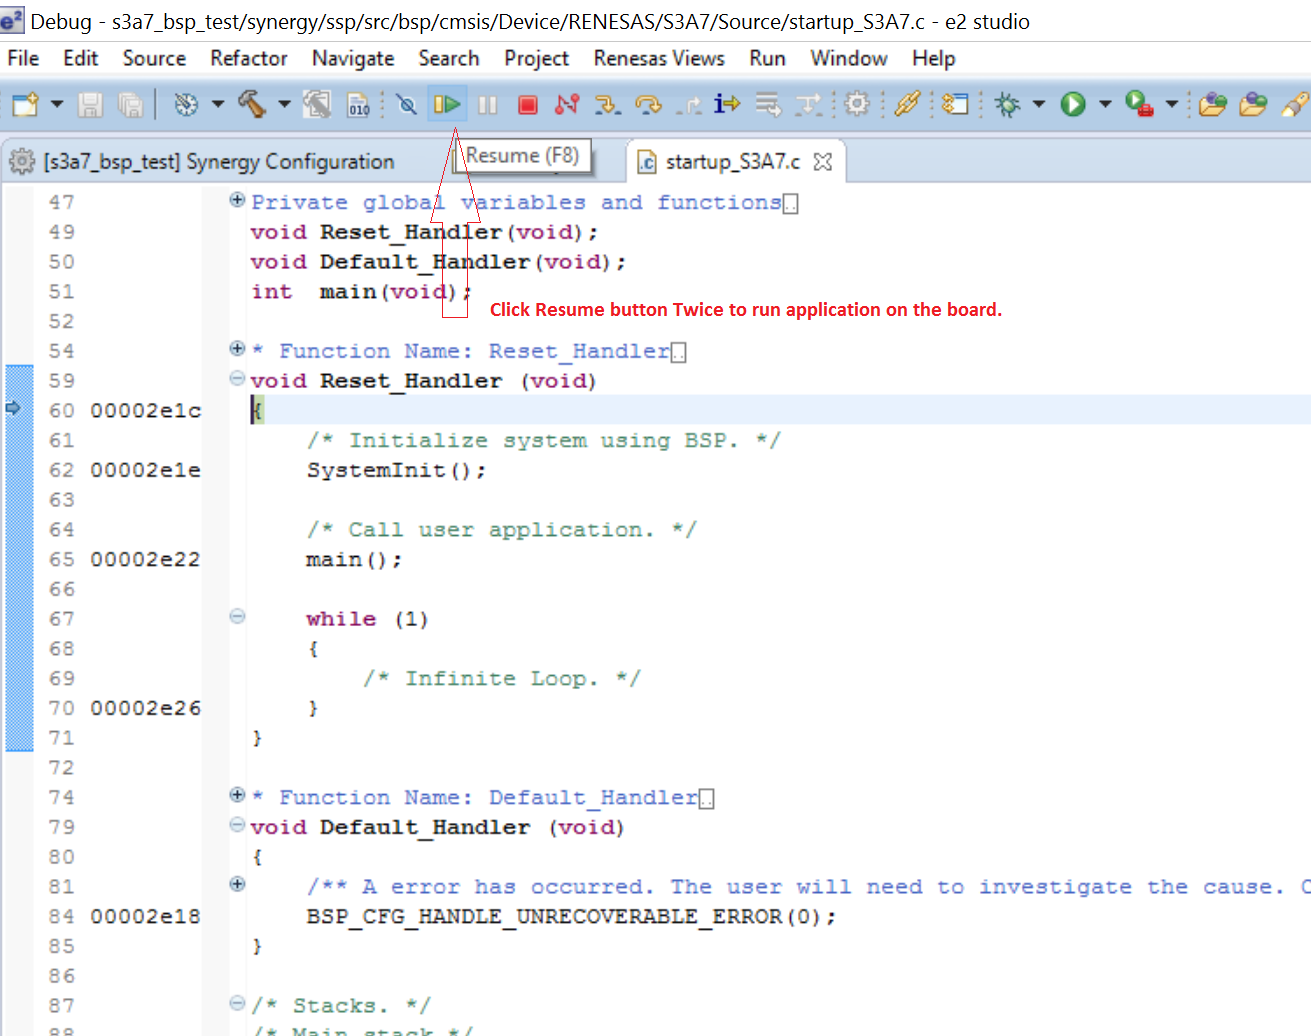 e² Debug - s3a7_bsp_test/synergy/ssp/src/bsp/cmsis/Device/RENESAS/S3A7/Source/startup_S3A7.c - e2 studio
File Edit Source Refactor Navigate Search Project Renesas Views Run Window Help
010
[s3a7_bsp_test] Synergy Configuration
Resume (F8)
.c startup_S3A7.c
47 Private global variables and functions
49 void Reset_Handler(void);
50 void Default_Handler(void);
51 int  main(void);
Click Resume button Twice to run application on the board.
52
54 * Function Name: Reset_Handler
59 void Reset_Handler (void)
60 00002e1c {
61 /* Initialize system using BSP. */
62 00002e1e SystemInit();
63
64 /* Call user application. */
65 00002e22 main();
66
67 while (1)
68 {
69 /* Infinite Loop. */
70 00002e26 }
71 }
72
74 * Function Name: Default_Handler
79 void Default_Handler (void)
80 {
81 /** A error has occurred. The user will need to investigate the cause.
84 00002e18 BSP_CFG_HANDLE_UNRECOVERABLE_ERROR(0);
85 }
86
87 /* Stacks. */
88 /* Main stack */